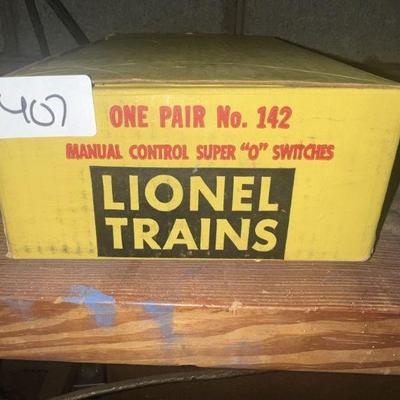 407
ONE PAIR No. 142
MANUAL CONTROL SUPER "O" SWITCHES
LIONEL
TRAINS